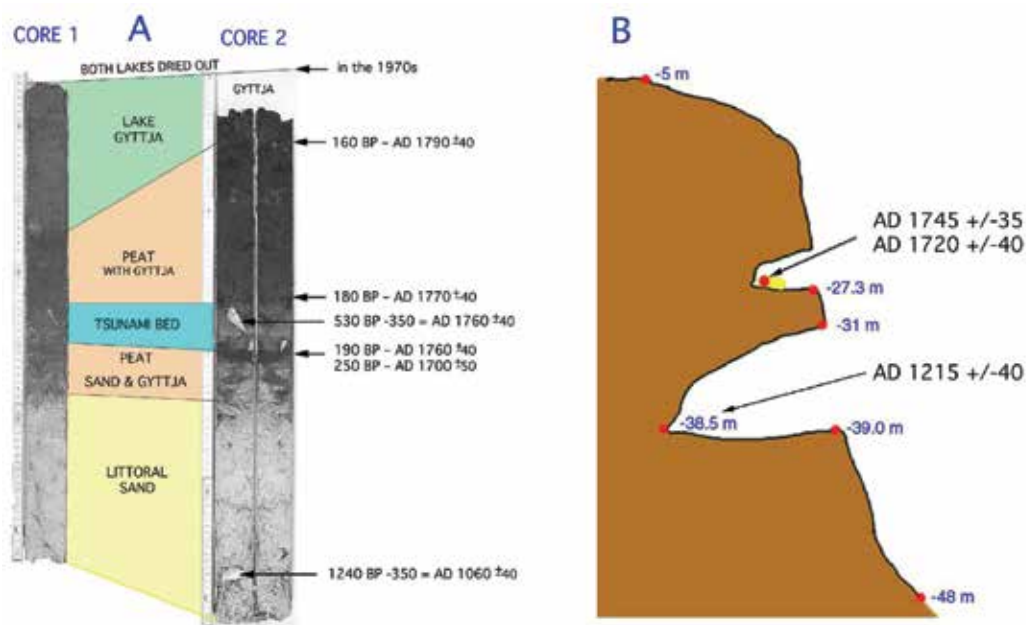 CORE 1
A
CORE 2
BOTH LAKES DRIED OUT
in the 1970s
GYTTJA
LAKE
GYTTJA
160 BP – AD 1790 ±40
PEAT
WITH GYTTJA
180 BP – AD 1770 ±40
TSUNAMI BED
530 BP -350 = AD 1760 ±40
190 BP – AD 1760 ±40
PEAT
250 BP – AD 1700 ±50
SAND & GYTTJA
LITTORAL
SAND
1240 BP -350 = AD 1060 ±40
B
-5 m
AD 1745 +/-35
AD 1720 +/-40
-27.3 m
-31 m
AD 1215 +/-40
-38.5 m
-39.0 m
-48 m